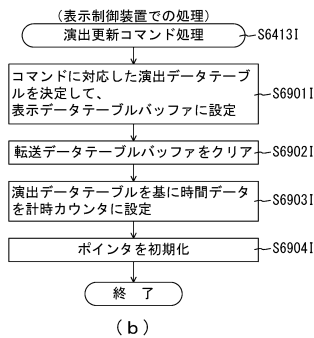 （表示制御装置での処理）
演出更新コマンド処理
S6413I
コマンドに対応した演出データテーブ
ルを決定して、
表示データテーブルバッファに設定
S6901I
転送データテーブルバッファをクリア
S6902I
演出データテーブルを基に時間データ
を計時カウンタに設定
S6903I
ポインタを初期化
S6904I
終 了
（b）